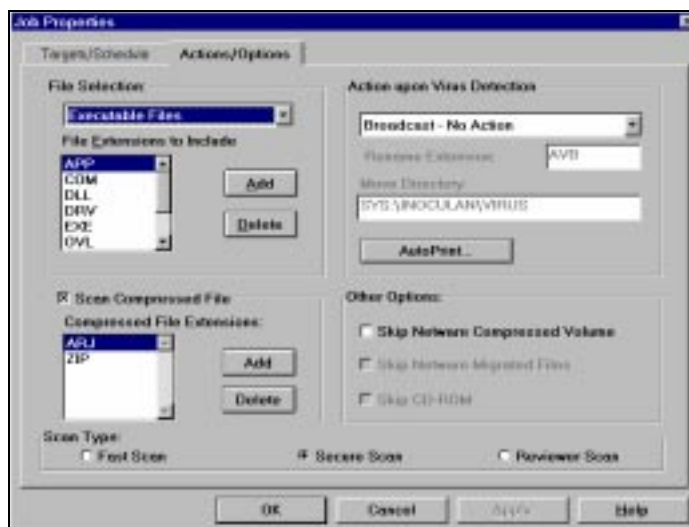 Job Properties
Targets/Schedule
Actions/Options
File Selection:
Executable Files
File Extensions to Include
APP
COM
DLL
DRV
EXE
OVL
Add
Delete
Action upon Virus Detection
Broadcast - No Action
Rename Extension:
AVB
Move Directory:
SYS:\INOCULAN\VIRUS
AutoPrint...
Scan Compressed File
Compressed File Extensions:
ARJ
ZIP
Add
Delete
Other Options:
Skip Netware Compressed Volume
Skip Netware Migrated Files
Skip CD-ROM
Scan Type:
Fast Scan
Secure Scan
Reviewer Scan
OK
Cancel
Apply
Help